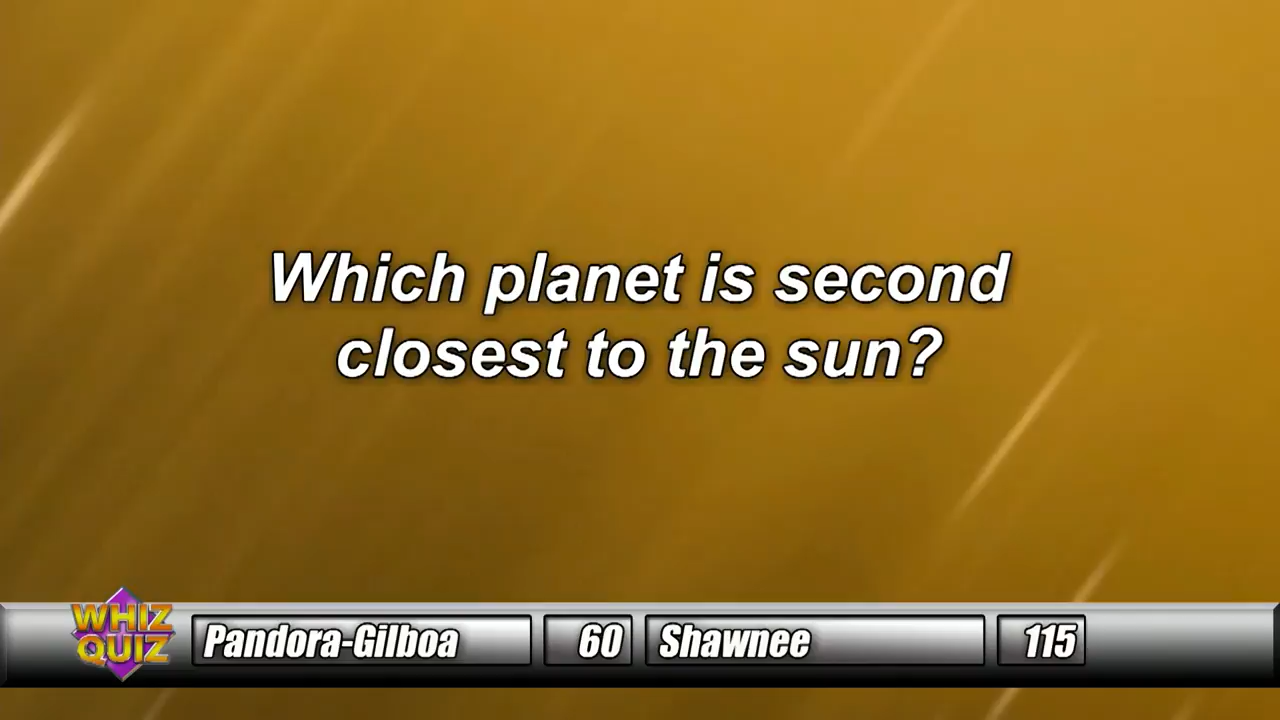 Which planet is second
closest to the sun?
WHIZ
QUIZ
Pandora-Gilboa 60 Shawnee 115